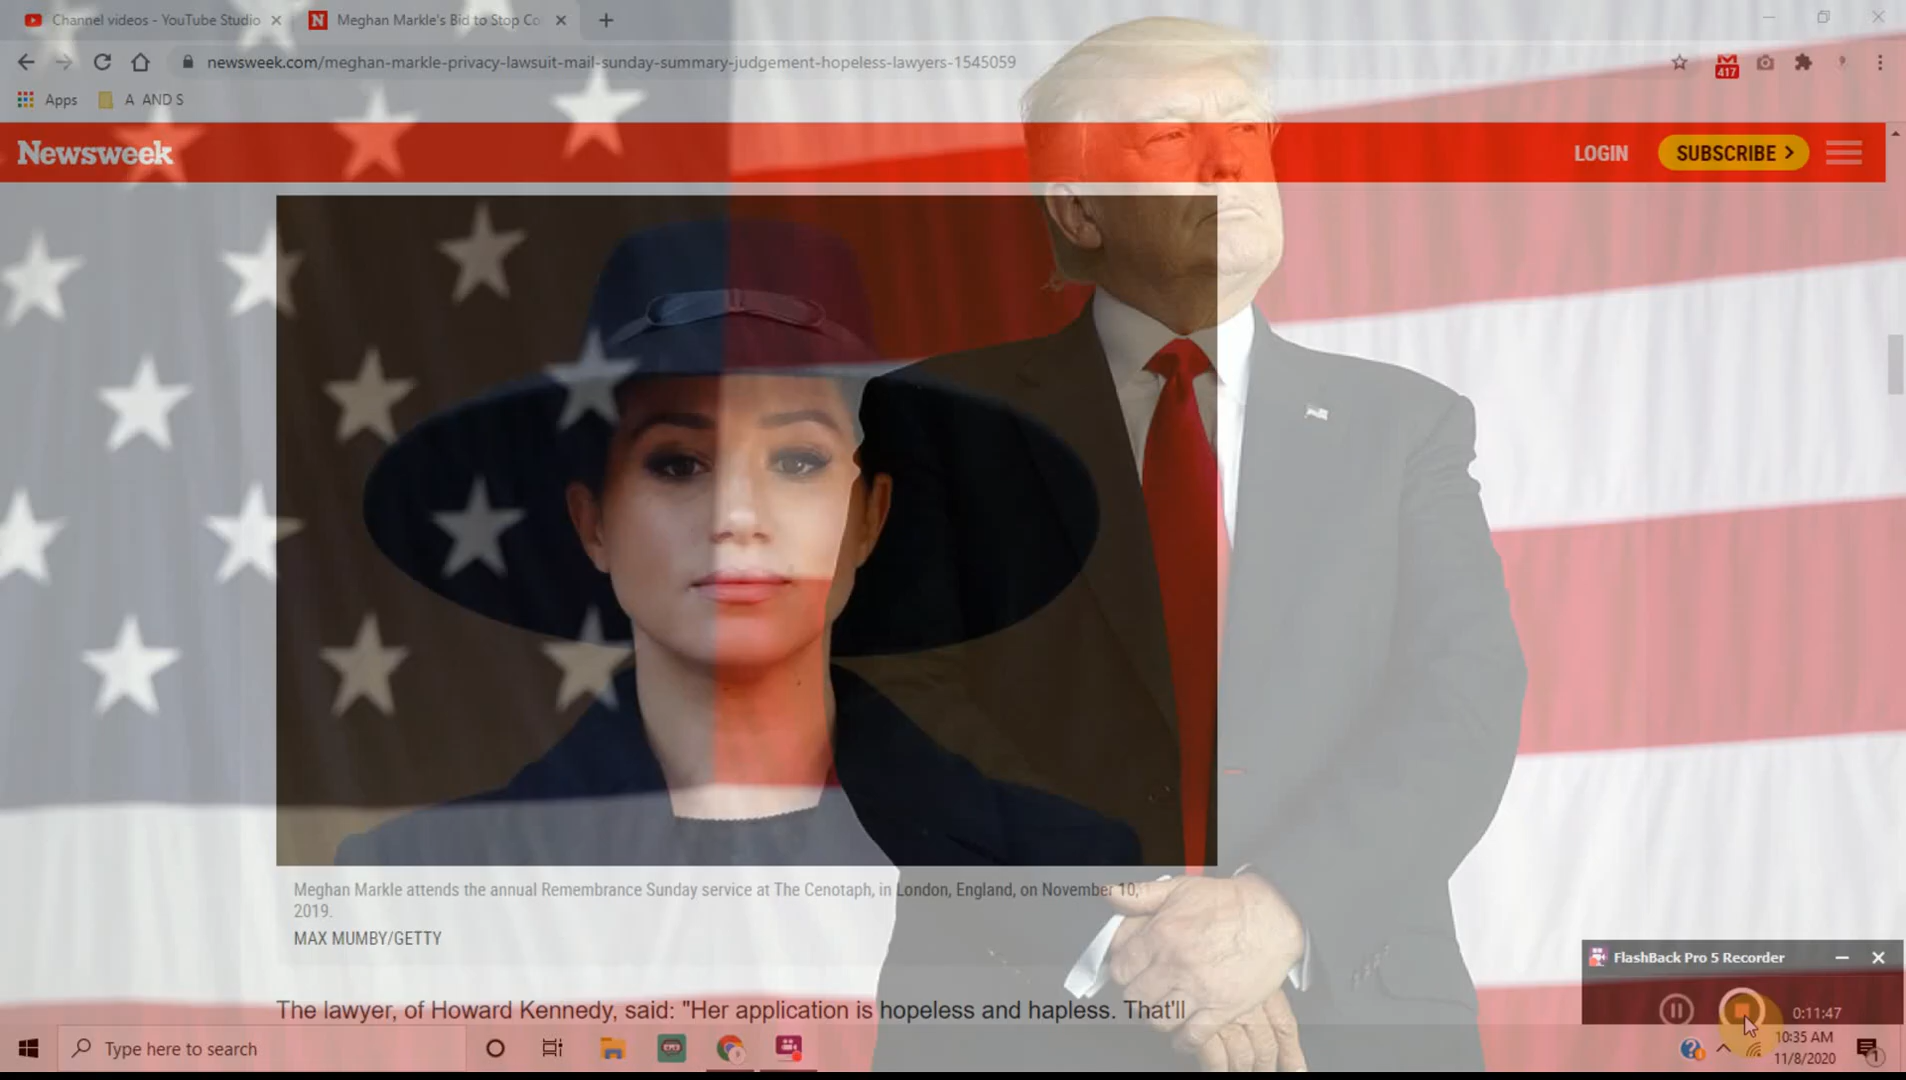 Channel videos - YouTube Studio
Meghan Markle's Bid to Stop Co
newsweek.com/meghan-markle-privacy-lawsuit-mail-sunday-summary-judgement-hopeless-lawyers-1545059
417
Apps
A AND S
Newsweek
LOGIN
SUBSCRIBE >
Meghan Markle attends the annual Remembrance Sunday service at The Cenotaph, in London, England, on November 10,
2019.
MAX MUMBY/GETTY
FlashBack Pro 5 Recorder
The lawyer, of Howard Kennedy, said: "Her application is hopeless and hapless. That'll
0:11:47
Type here to search
10:35 AM
11/8/2020
1